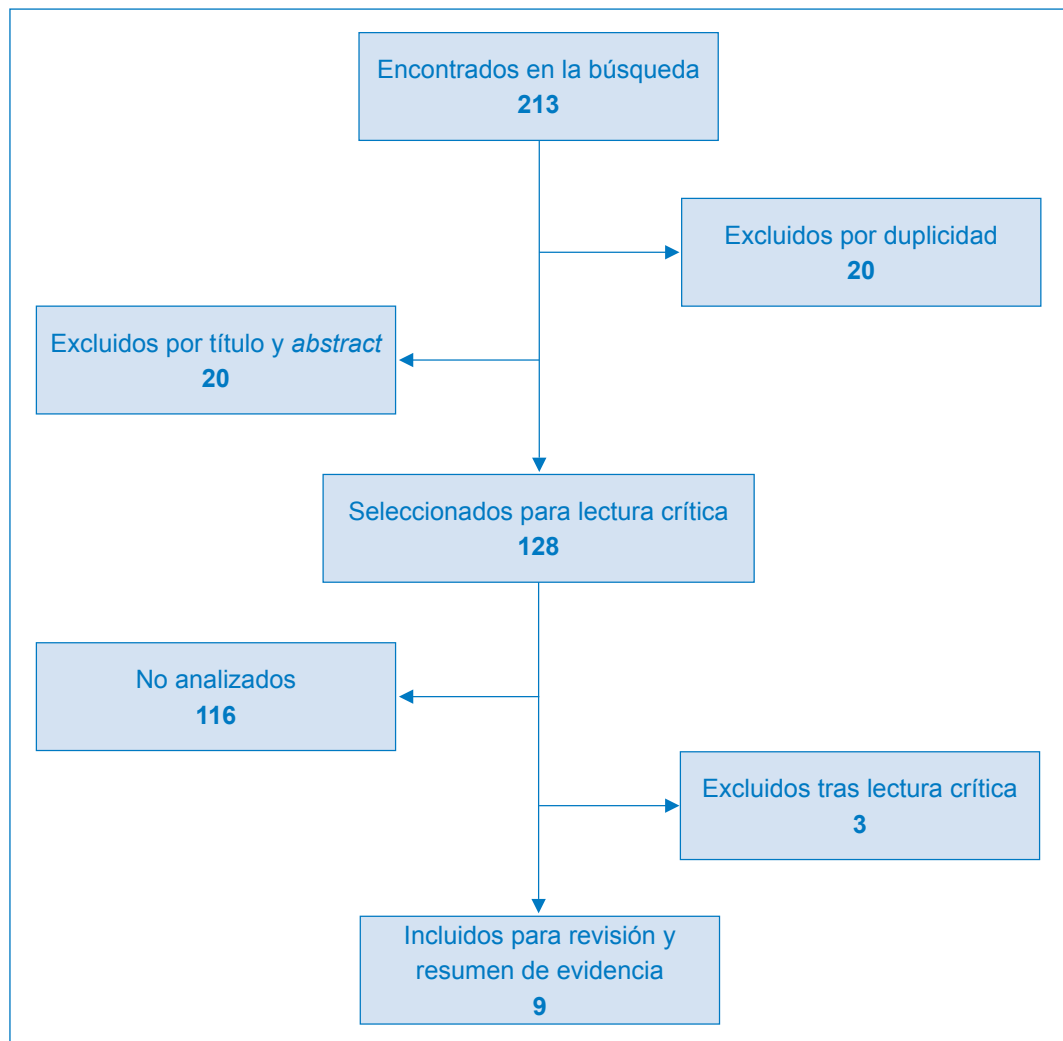 Encontrados en la búsqueda
213
Excluidos por duplicidad
20
Excluidos por título y abstract
20
Seleccionados para lectura crítica
128
No analizados
116
Excluidos tras lectura crítica
3
Incluidos para revisión y
resumen de evidencia
9